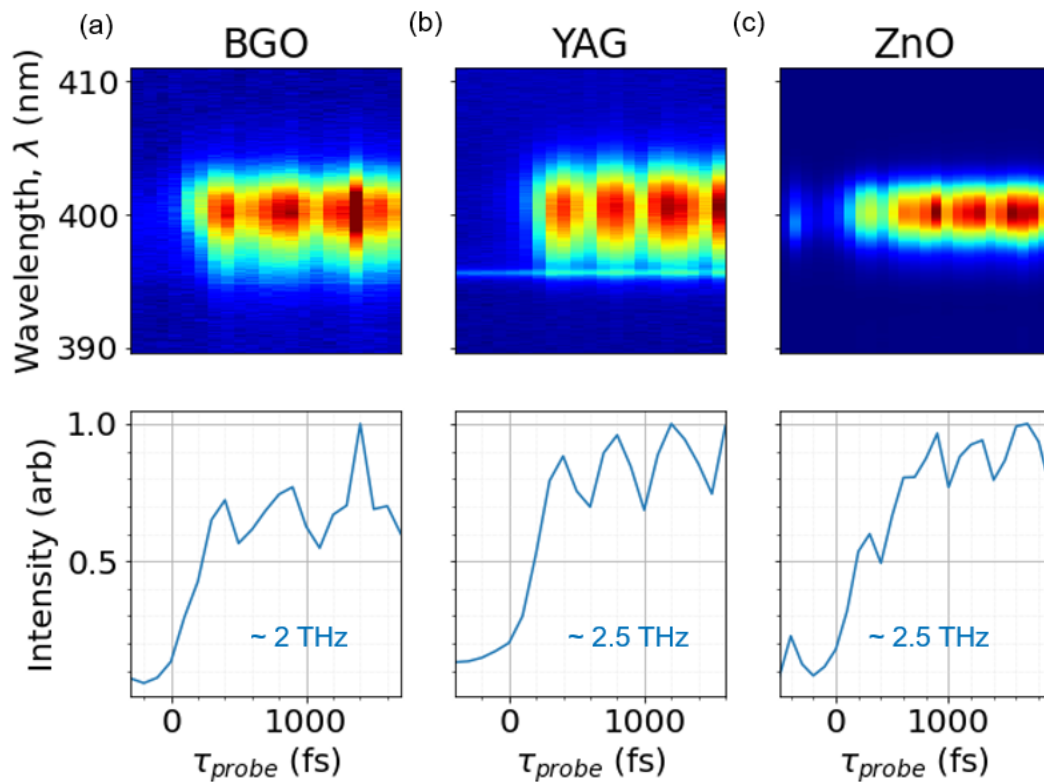 (a)
BGO
(b)
YAG
(c)
ZnO
Wavelength, λ (nm)
410
400
390
Intensity (arb)
1.0
0.5
~ 2 THz
~ 2.5 THz
~ 2.5 THz
0
1000
0
1000
0
1000
τprobe (fs)
τprobe (fs)
τprobe (fs)